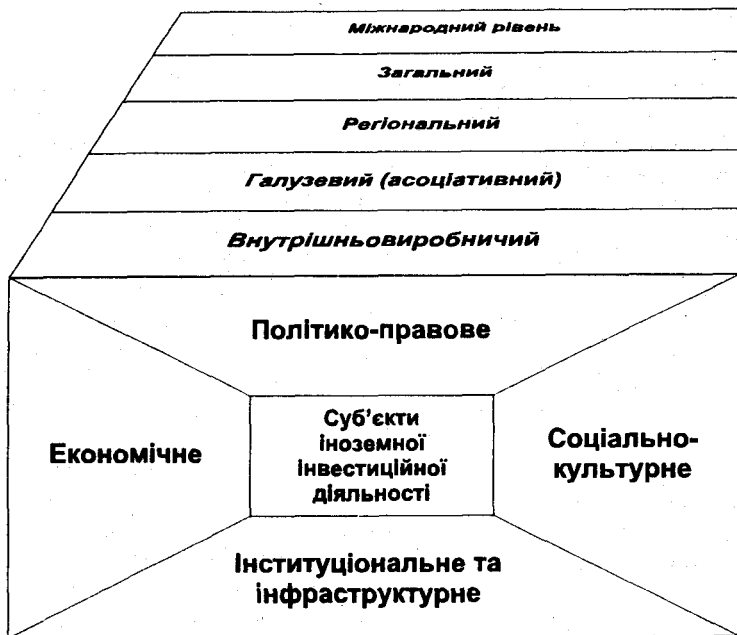 Міжнародний рівень
Загальний
Регіональний
Галузевий (асоціативний)
Внутрішньовиробничий
Політико-правове
Економічне
Суб'єкти
іноземної
інвестиційної
діяльності
Соціально-
культурне
Інституціональне та
інфраструктурне